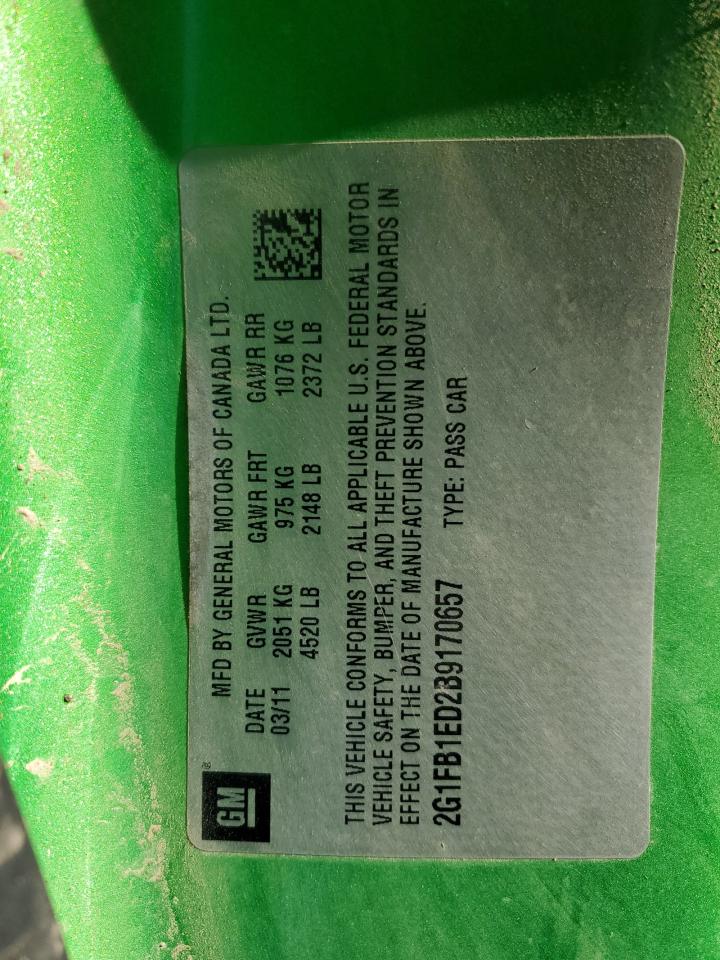 GM
MFD BY GENERAL MOTORS OF CANADA LTD.
DATE GVWR GAWR FRT GAWR RR
03/11 2051 KG 975 KG 1076 KG
4520 LB 2148 LB 2372 LB
THIS VEHICLE CONFORMS TO ALL APPLICABLE U.S. FEDERAL MOTOR
VEHICLE SAFETY, BUMPER, AND THEFT PREVENTION STANDARDS IN
EFFECT ON THE DATE OF MANUFACTURE SHOWN ABOVE.
2G1FB1ED2B9170657 TYPE: PASS CAR